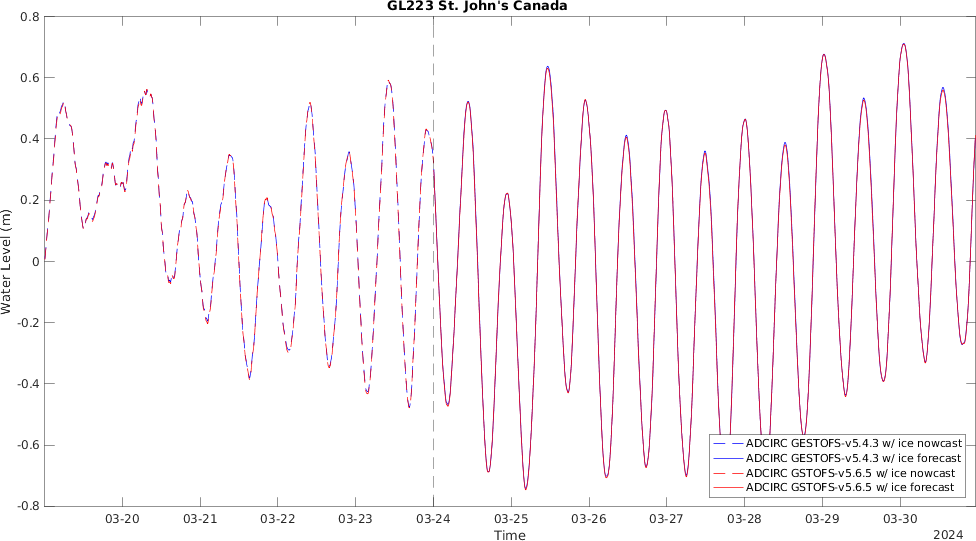 GL223 St. John's Canada
0.8
0.6
0.4
0.2
0
-0.2
-0.4
-0.6
-0.8
Water Level (m)
ADCIRC GESTOFS-v5.4.3 w/ ice nowcast
ADCIRC GESTOFS-v5.4.3 w/ ice forecast
ADCIRC GSTOFS-v5.6.5 w/ ice nowcast
ADCIRC GSTOFS-v5.6.5 w/ ice forecast
03-20 03-21 03-22 03-23 03-24 03-25 03-26 03-27 03-28 03-29 03-30
Time
2024